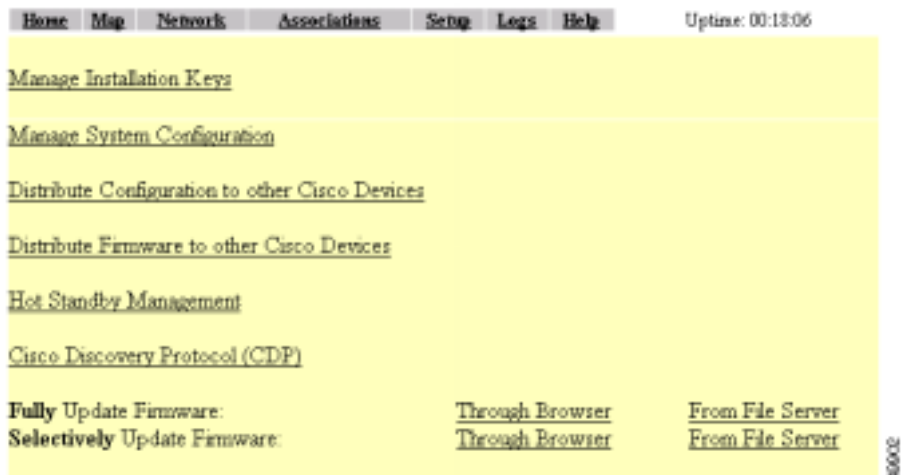 Home Map Network Associations Setup Logs Help Uptime: 00:18:06
Manage Installation Keys
Manage System Configuration
Distribute Configuration to other Cisco Devices
Distribute Firmware to other Cisco Devices
Hot Standby Management
Cisco Discovery Protocol (CDP)
Fully Update Firmware: Through Browser From File Server
Selectively Update Firmware: Through Browser From File Server